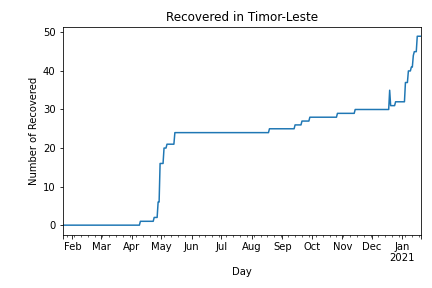 Recovered in Timor-Leste
Number of Recovered
50
40
30
20
10
0
Feb Mar Apr May Jun Jul Aug Sep Oct Nov Dec Jan
2021
Day